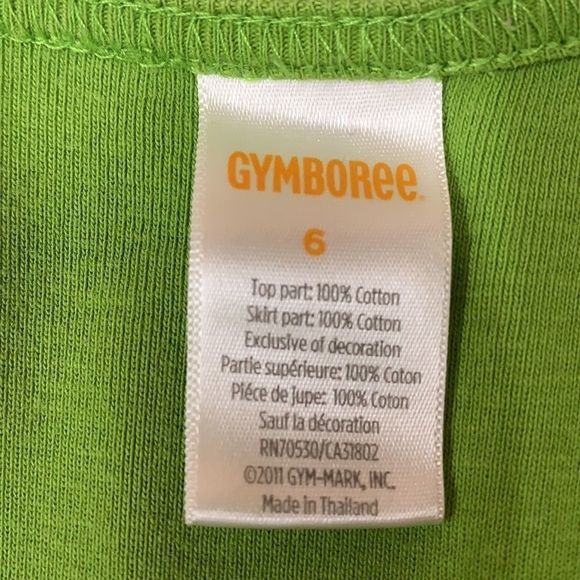 GYMBOREE
6
Top part: 100% Cotton
Skirt part: 100% Cotton
Exclusive of decoration
Partie supérieure: 100% Coton
Piéce de jupe: 100% Coton
Sauf la décoration
RN70530/CA31802
©2011 GYM-MARK, INC.
Made in Thailand